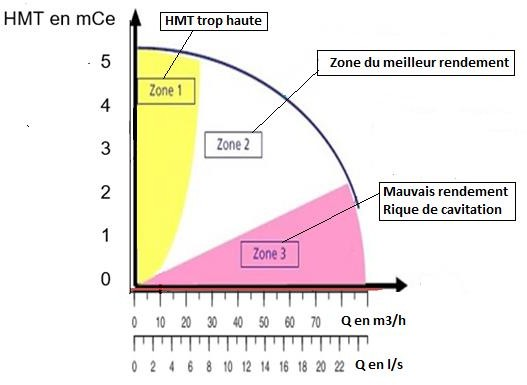 HMT en mCe
HMT trop haute
Zone du meilleur rendement
5
Zone 1
4
3
Zone 2
2
Mauvais rendement
Rique de cavitation
1
Zone 3
0
0 10 20 30 40 50 60 70
Q en m3/h
0 2 4 6 8 10 12 14 16 18 20 22
Q en l/s